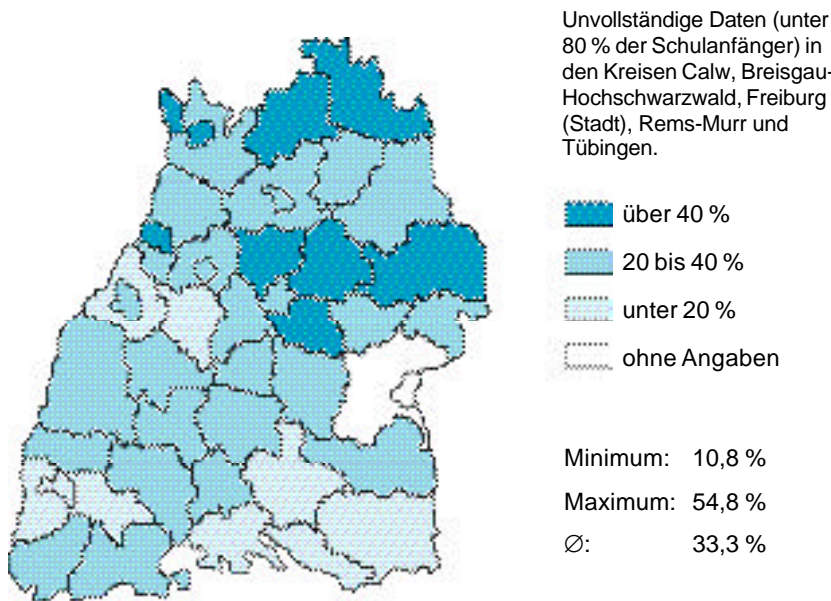 Unvollständige Daten (unter
80 % der Schulanfänger) in
den Kreisen Calw, Breisgau-
Hochschwarzwald, Freiburg
(Stadt), Rems-Murr und
Tübingen.
über 40 %
20 bis 40 %
unter 20 %
ohne Angaben
Minimum: 10,8 %
Maximum: 54,8 %
∅: 33,3 %